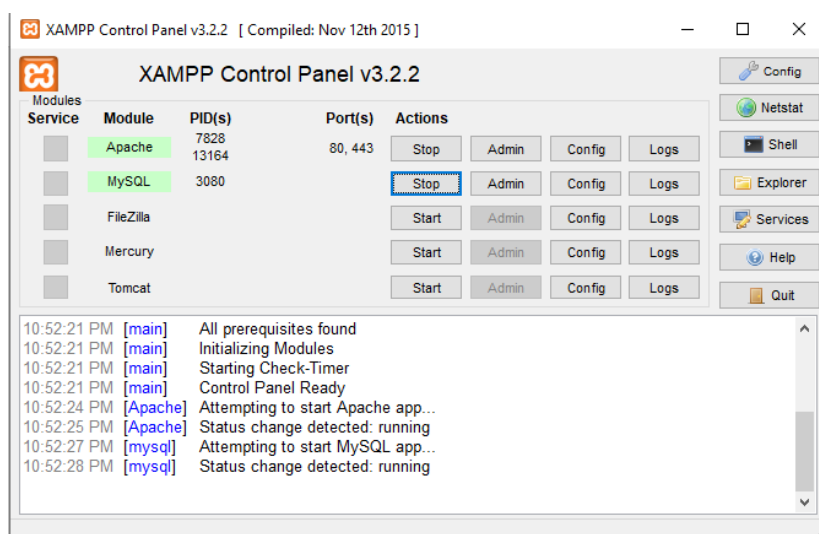 XAMPP Control Panel v3.2.2 [ Compiled: Nov 12th 2015 ]
XAMPP Control Panel v3.2.2
Config
Modules
Service Module PID(s) Port(s) Actions
Netstat
Apache 7828 13164 80, 443 Stop Admin Config Logs
Shell
MySQL 3080 Stop Admin Config Logs
Explorer
FileZilla Start Admin Config Logs
Services
Mercury Start Admin Config Logs
Help
Tomcat Start Admin Config Logs
Quit
10:52:21 PM [main] All prerequisites found
10:52:21 PM [main] Initializing Modules
10:52:21 PM [main] Starting Check-Timer
10:52:21 PM [main] Control Panel Ready
10:52:24 PM [Apache] Attempting to start Apache app...
10:52:25 PM [Apache] Status change detected: running
10:52:27 PM [mysql] Attempting to start MySQL app...
10:52:28 PM [mysql] Status change detected: running